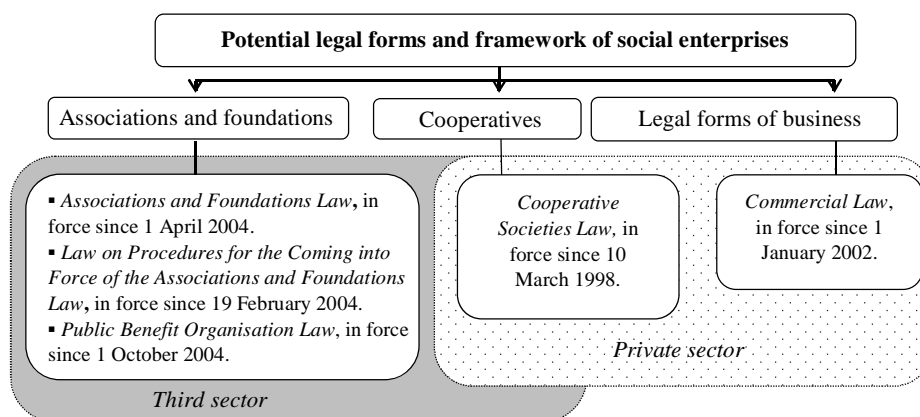 Potential legal forms and framework of social enterprises
Associations and foundations
Cooperatives
Legal forms of business
▪ Associations and Foundations Law, in
force since 1 April 2004.
▪ Law on Procedures for the Coming into
Force of the Associations and Foundations
Law, in force since 19 February 2004.
▪ Public Benefit Organisation Law, in force
since 1 October 2004.
Cooperative
Societies Law, in
force since 10
March 1998.
Commercial Law,
in force since 1
January 2002.
Private sector
Third sector